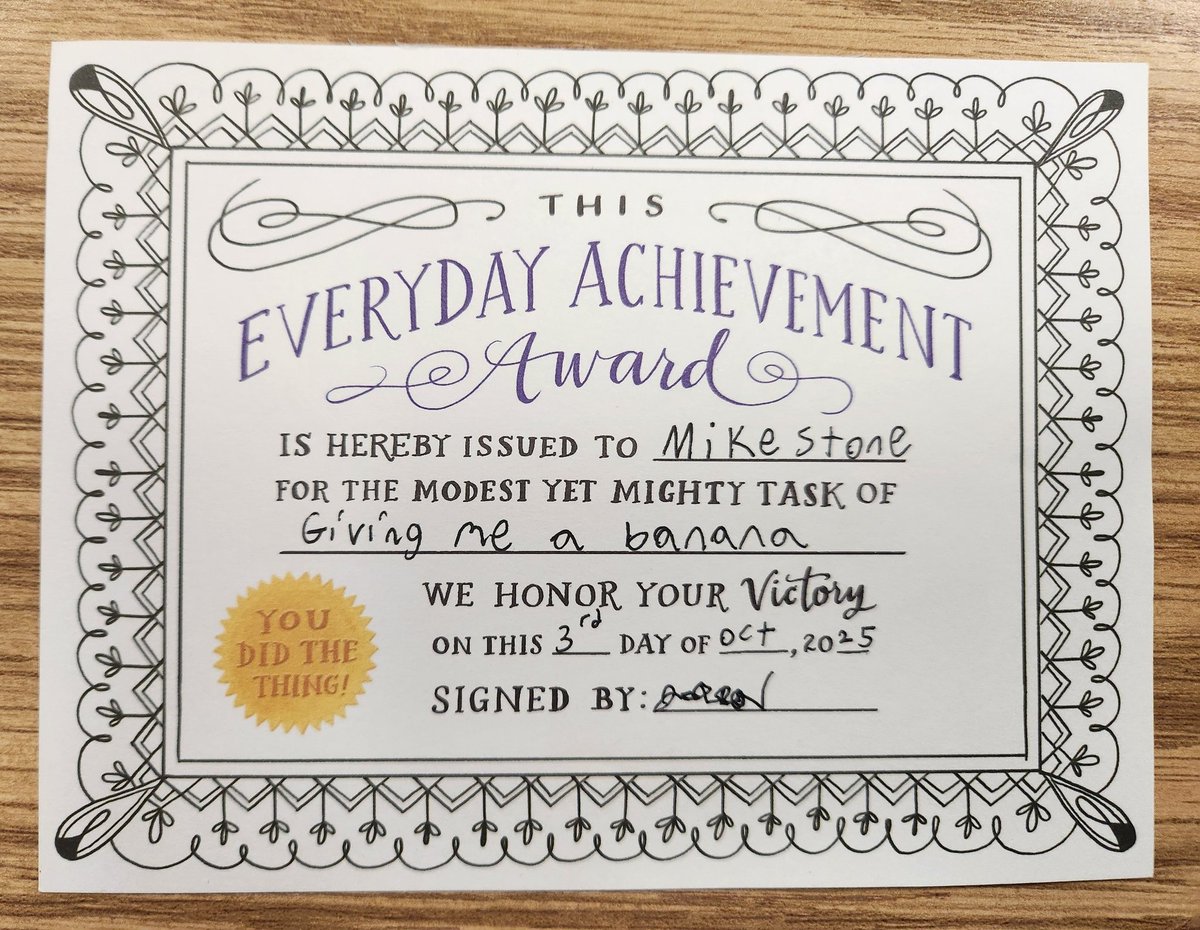 THIS
EVERYDAY ACHIEVEMENT
Award
IS HEREBY ISSUED TO Mike Stone
FOR THE MODEST YET MIGHTY TASK OF
Giving me a banana
WE HONOR YOUR Victory
ON THIS 3rd DAY OF Oct, 2025
SIGNED BY:
YOU
DID THE
THING!